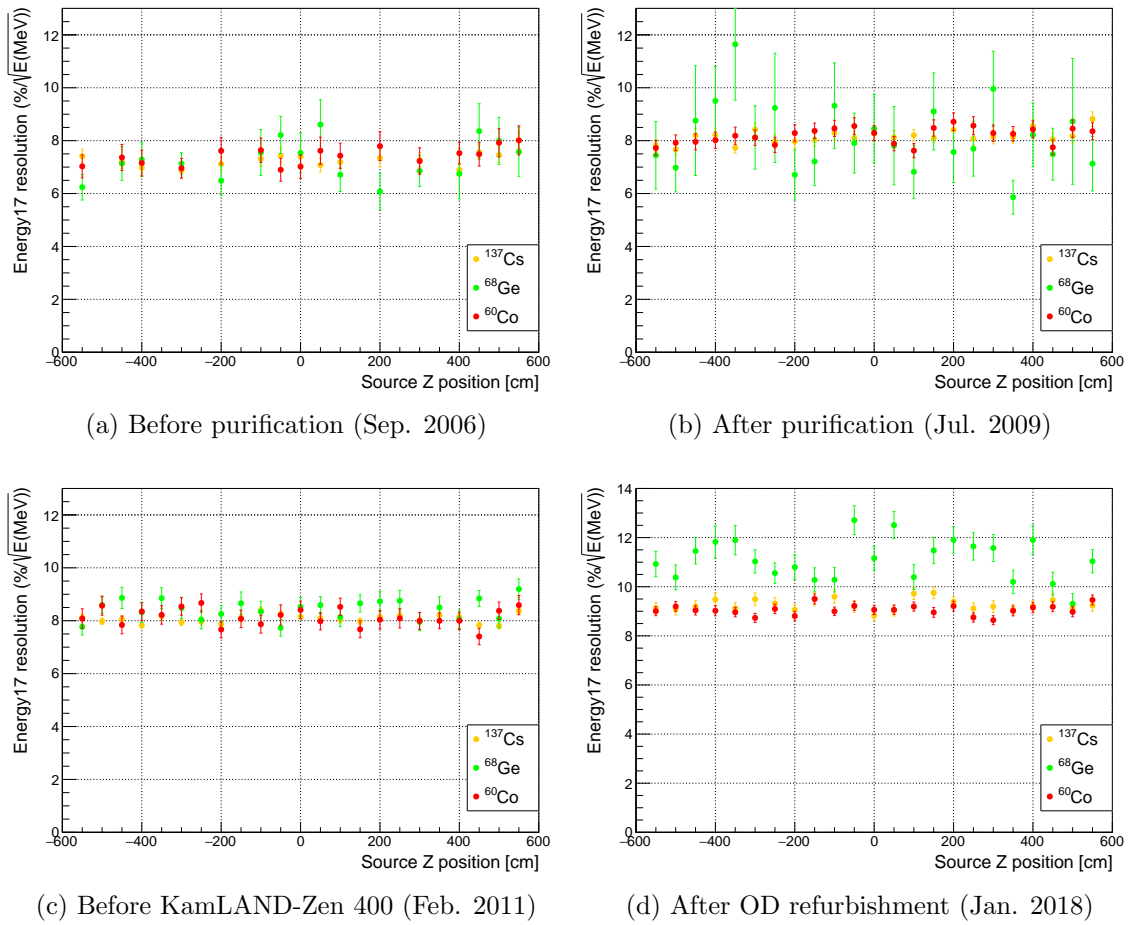 Energy17 resolution (%/√E(MeV))
12
10
8
6
4
2
0
−600 −400 −200 0 200 400 600
Source Z position [cm]
¹³⁷Cs
⁶⁸Ge
⁶⁰Co
(a) Before purification (Sep. 2006)
Energy17 resolution (%/√E(MeV))
12
10
8
6
4
2
0
−600 −400 −200 0 200 400 600
Source Z position [cm]
¹³⁷Cs
⁶⁸Ge
⁶⁰Co
(b) After purification (Jul. 2009)
Energy17 resolution (%/√E(MeV))
12
10
8
6
4
2
0
−600 −400 −200 0 200 400 600
Source Z position [cm]
¹³⁷Cs
⁶⁸Ge
⁶⁰Co
(c) Before KamLAND-Zen 400 (Feb. 2011)
Energy17 resolution (%/√E(MeV))
14
12
10
8
6
4
2
0
−600 −400 −200 0 200 400 600
Source Z position [cm]
¹³⁷Cs
⁶⁸Ge
⁶⁰Co
(d) After OD refurbishment (Jan. 2018)